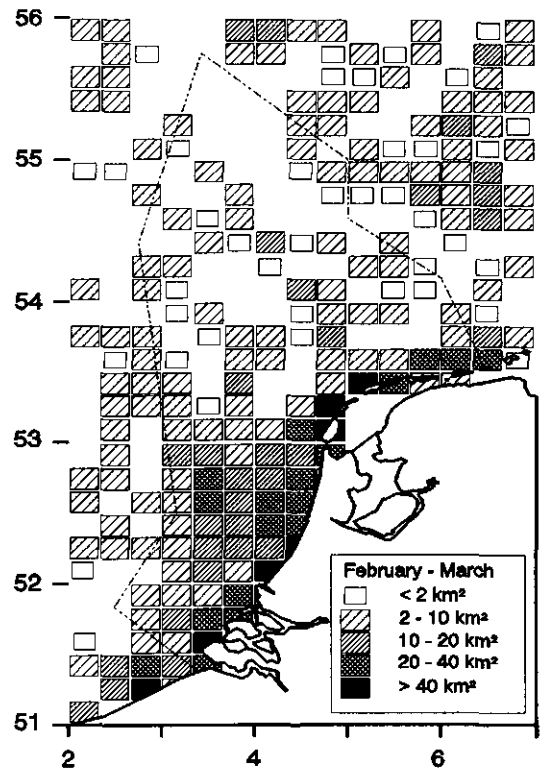 56
55
54
53
52
51
2 4 6
February - March
< 2 km²
2 - 10 km²
10 - 20 km²
20 - 40 km²
> 40 km²